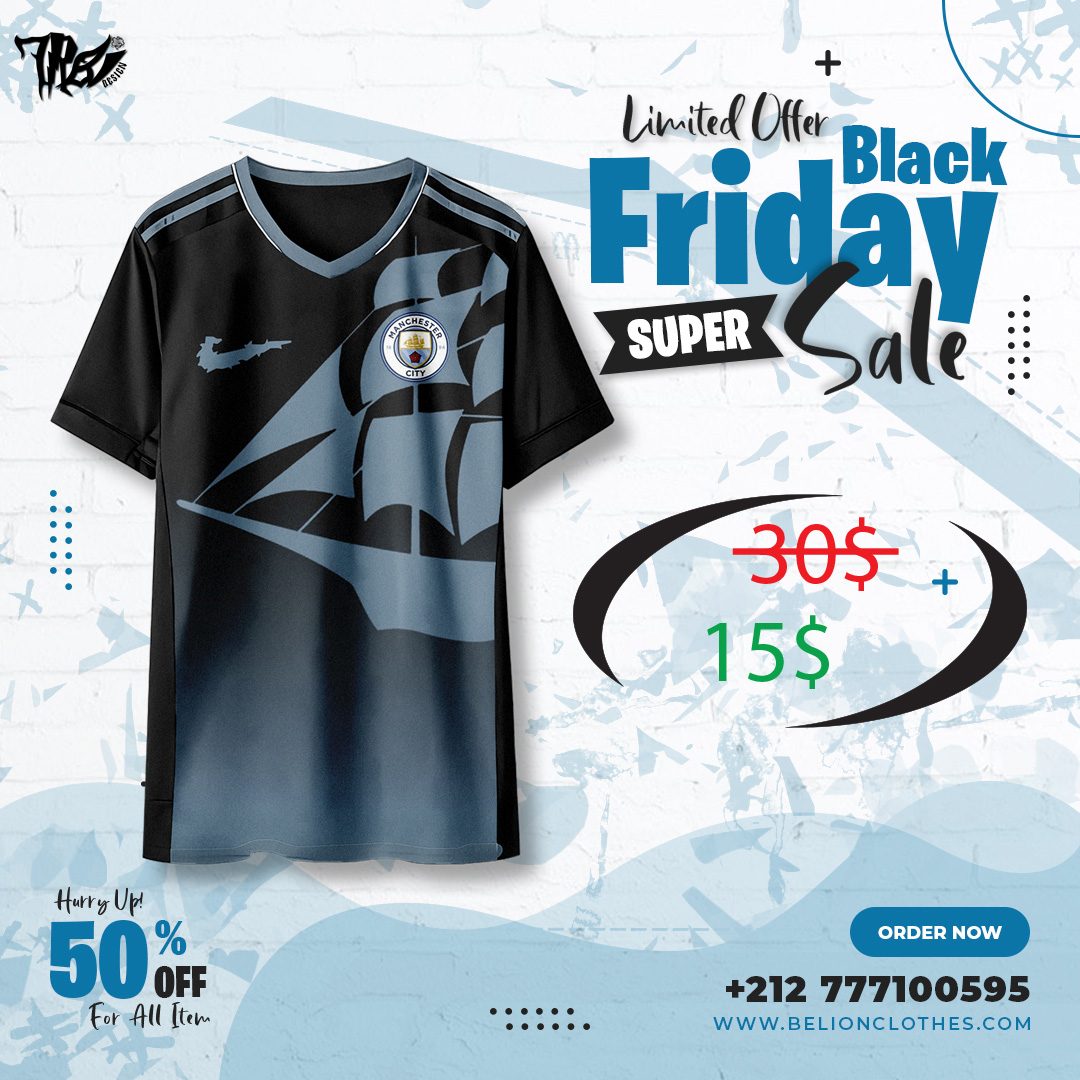 DESIGN
Limited Offer
Black
Friday
SUPER
Sale
MANCHESTER
CITY
30$
15$
Hurry Up!
50%
OFF
For All Item
ORDER NOW
+212 777100595
WWW.BELIONCLOTHES.COM